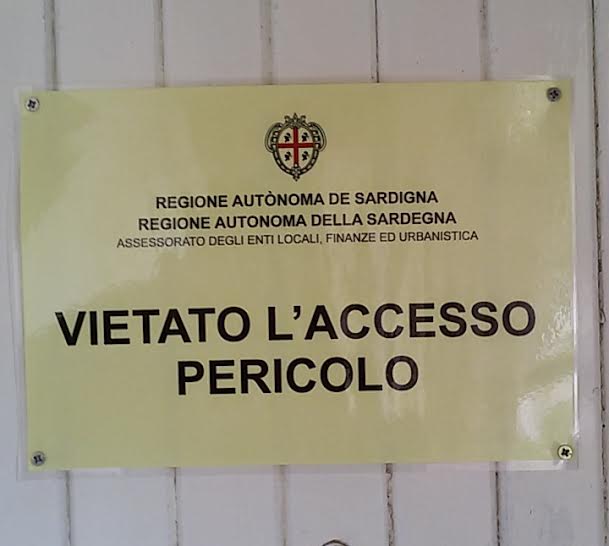 REGIONE AUTÒNOMA DE SARDIGNA
REGIONE AUTONOMA DELLA SARDEGNA
ASSESSORATO DEGLI ENTI LOCALI, FINANZE ED URBANISTICA
VIETATO L'ACCESSO
PERICOLO